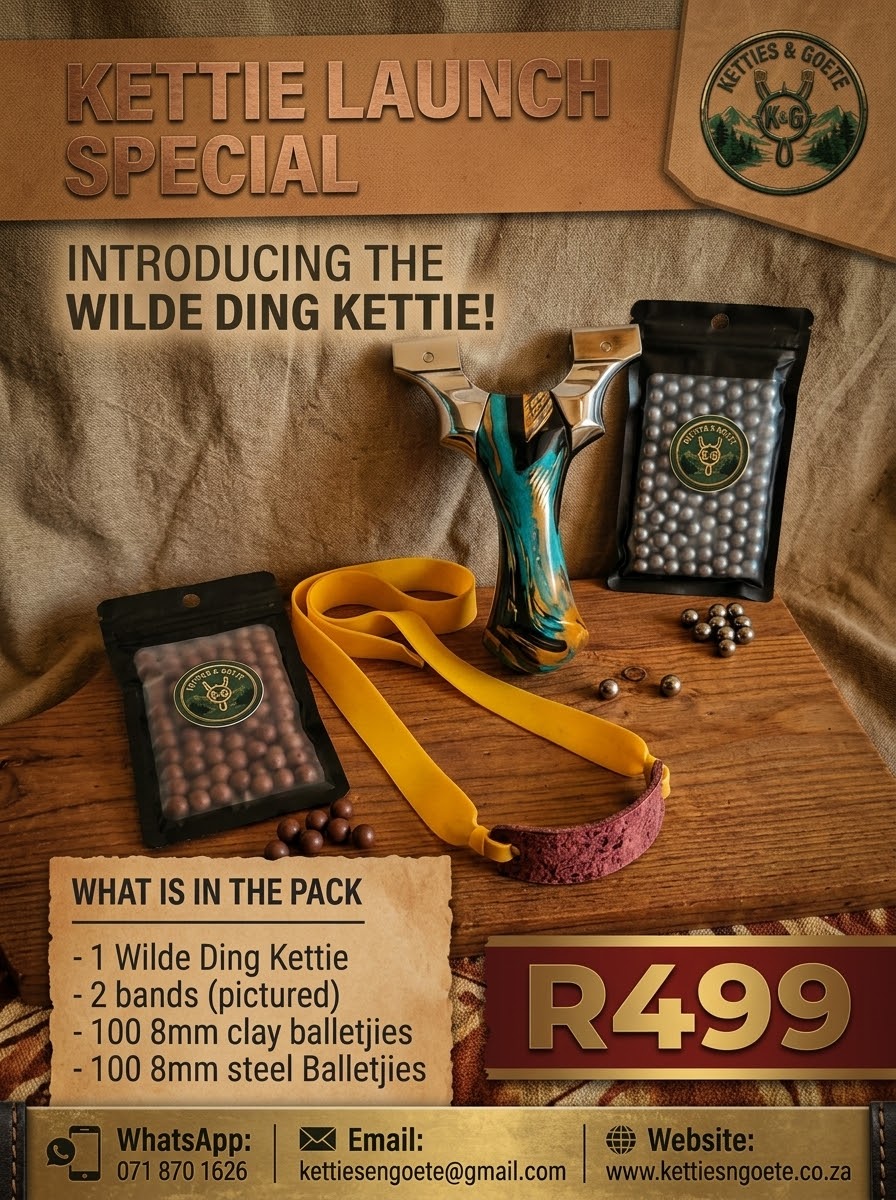 KETTIE LAUNCH
SPECIAL
KETTIES & GOETE
K&G
INTRODUCING THE
WILDE DING KETTIE!
WHAT IS IN THE PACK
- 1 Wilde Ding Kettie
- 2 bands (pictured)
- 100 8mm clay balletjies
- 100 8mm steel Balletjies
R499
WhatsApp:
071 870 1626
Email:
kettiesengoete@gmail.com
Website:
www.kettiesngoete.co.za